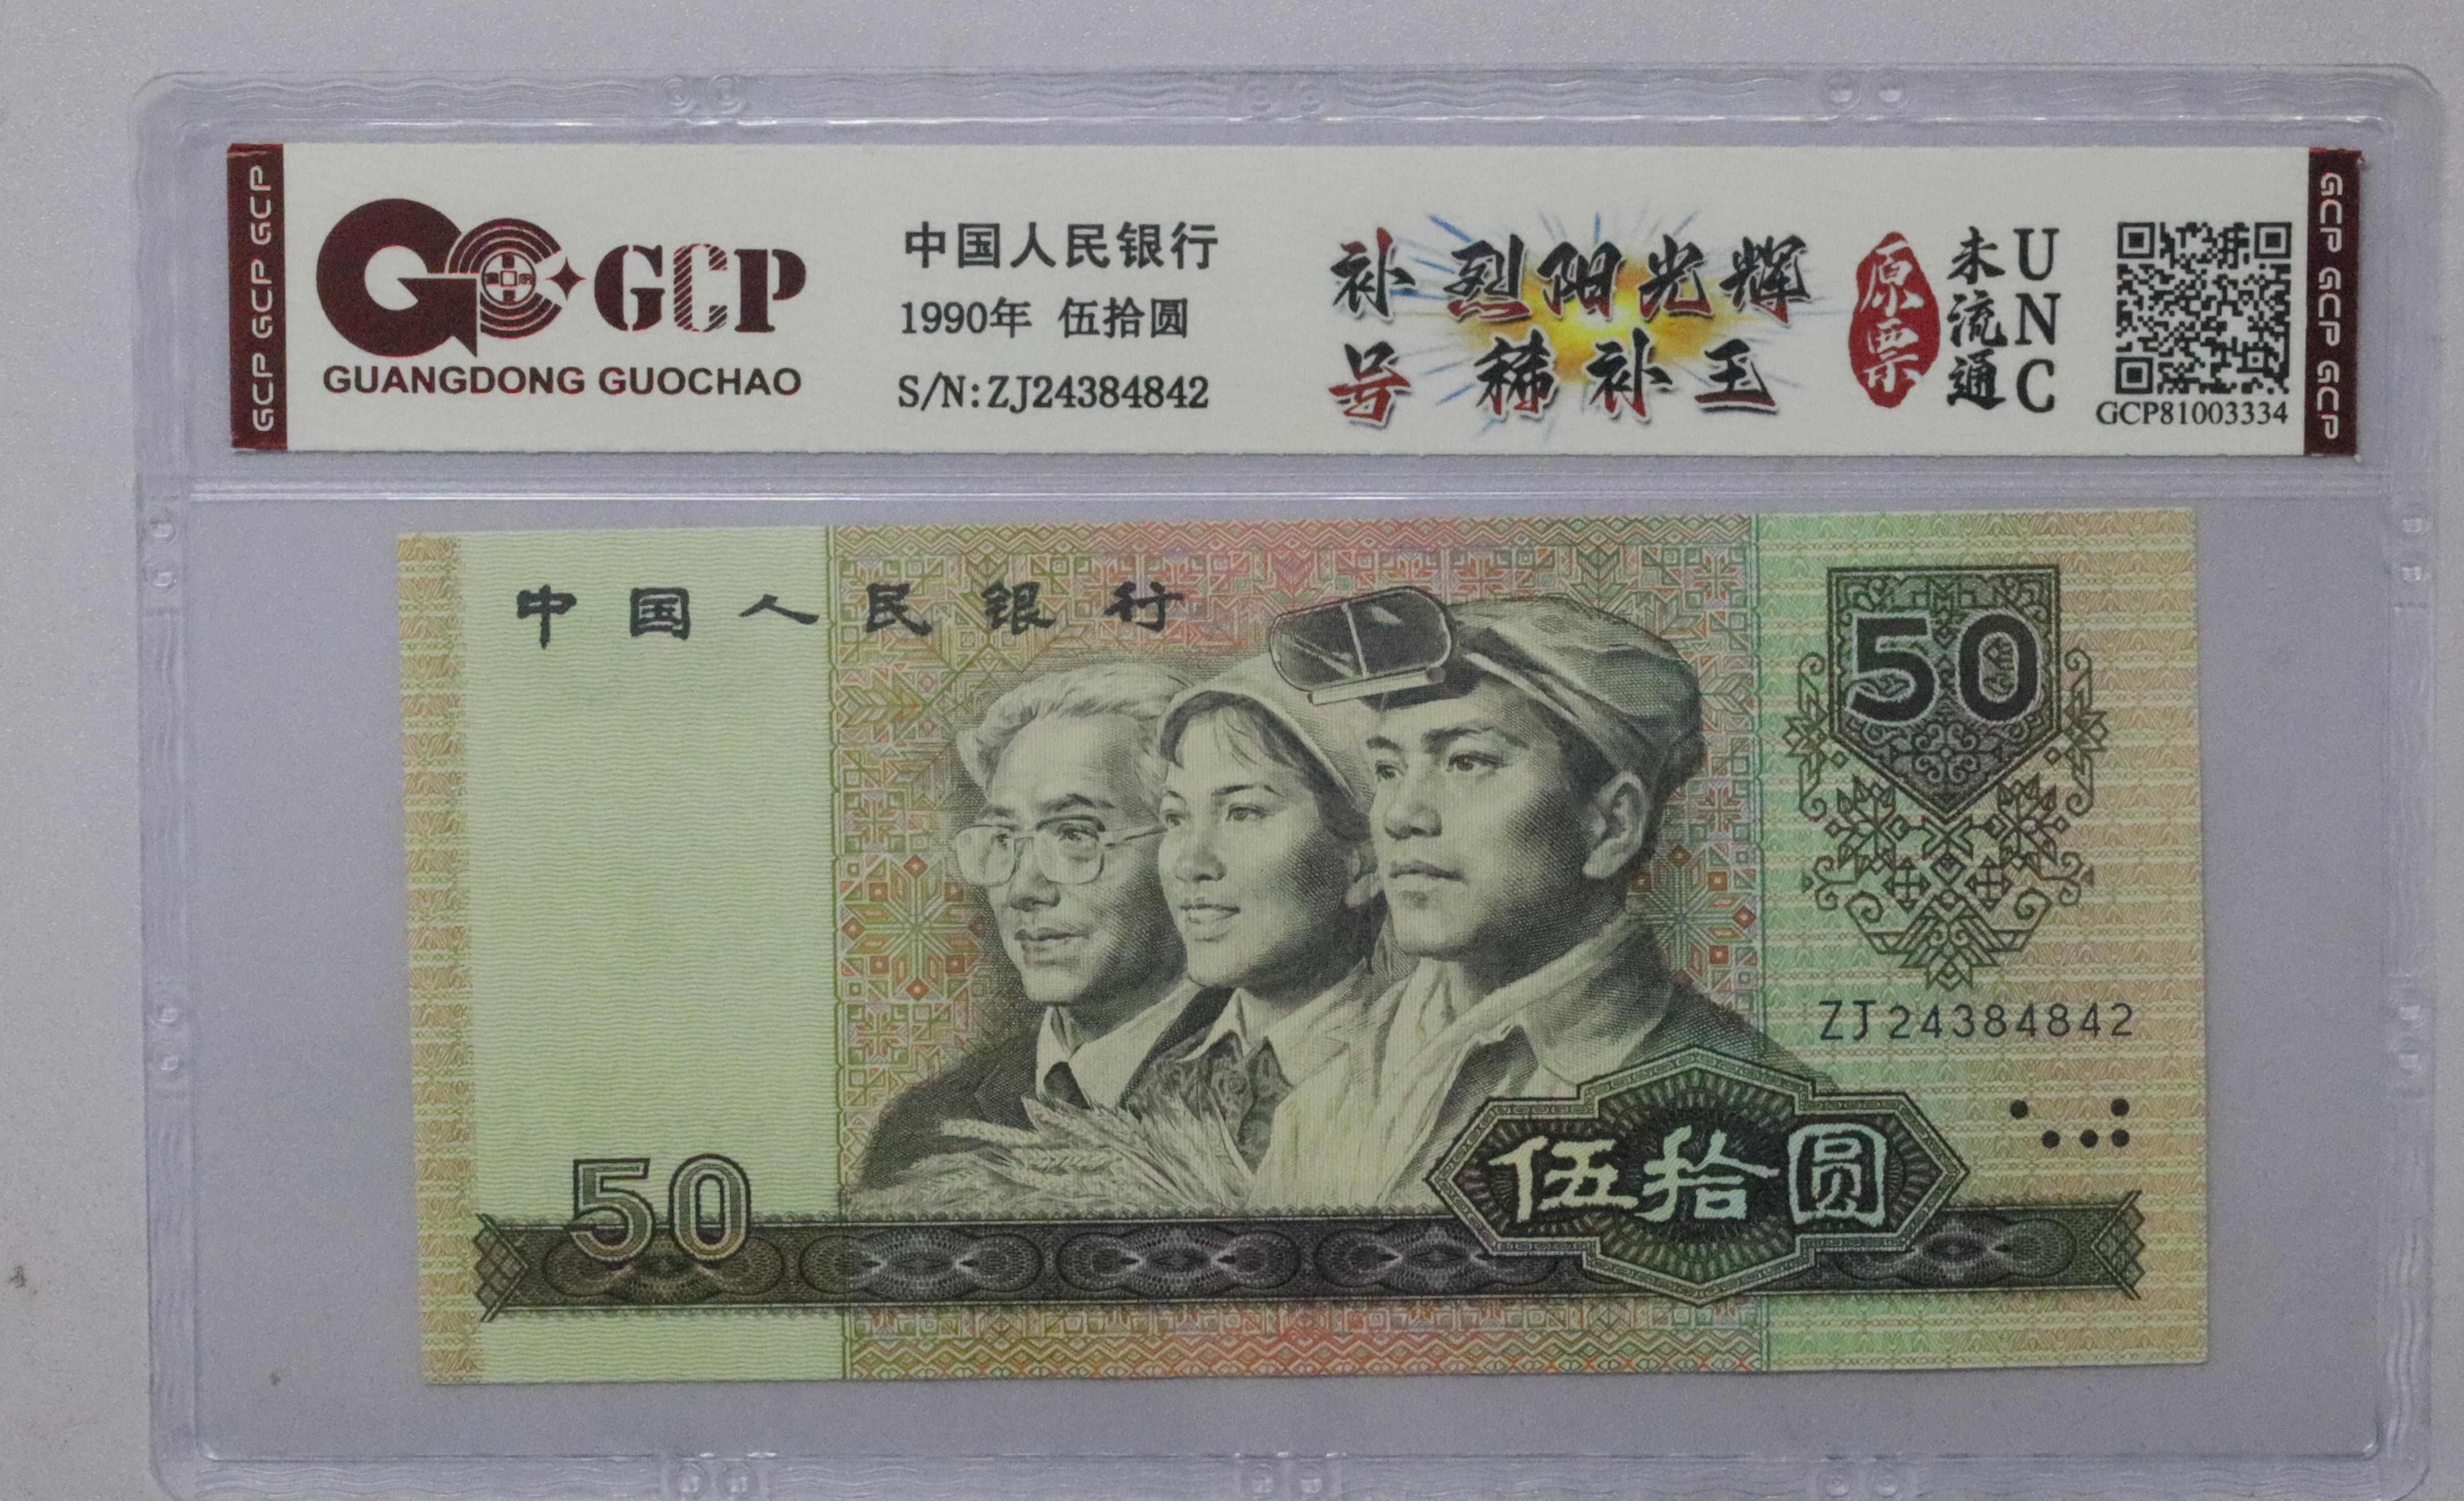 GCP GCP GCP
GCP
GUANGDONG GUOCHAO
中国人民银行
1990年 伍拾圆
S/N:ZJ24384842
补号
烈阳光辉
稀补王
原票
未流通
UNC
GCP81003334
GCP GCP GCP
中国人民银行
50
ZJ24384842
伍拾圆
50